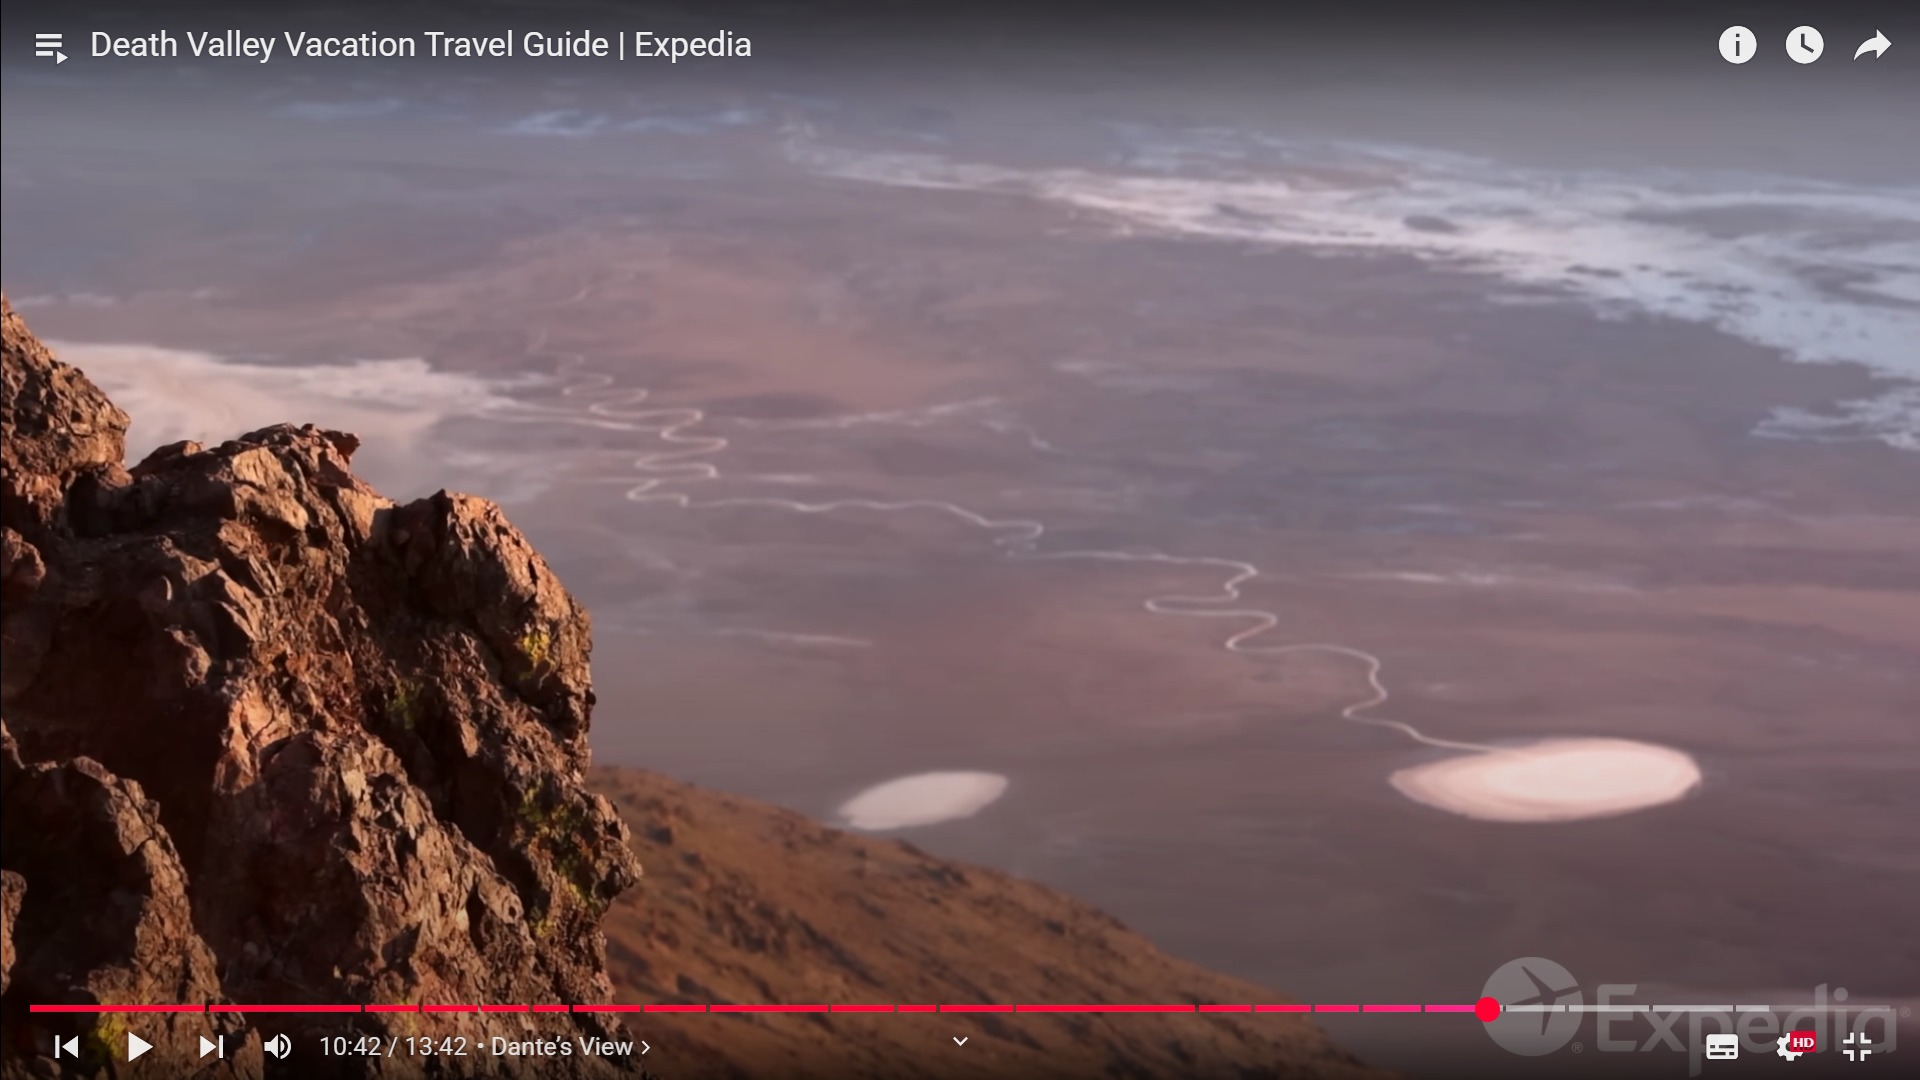 Death Valley Vacation Travel Guide | Expedia
Expedia®
10:42 / 13:42 • Dante’s View
HD